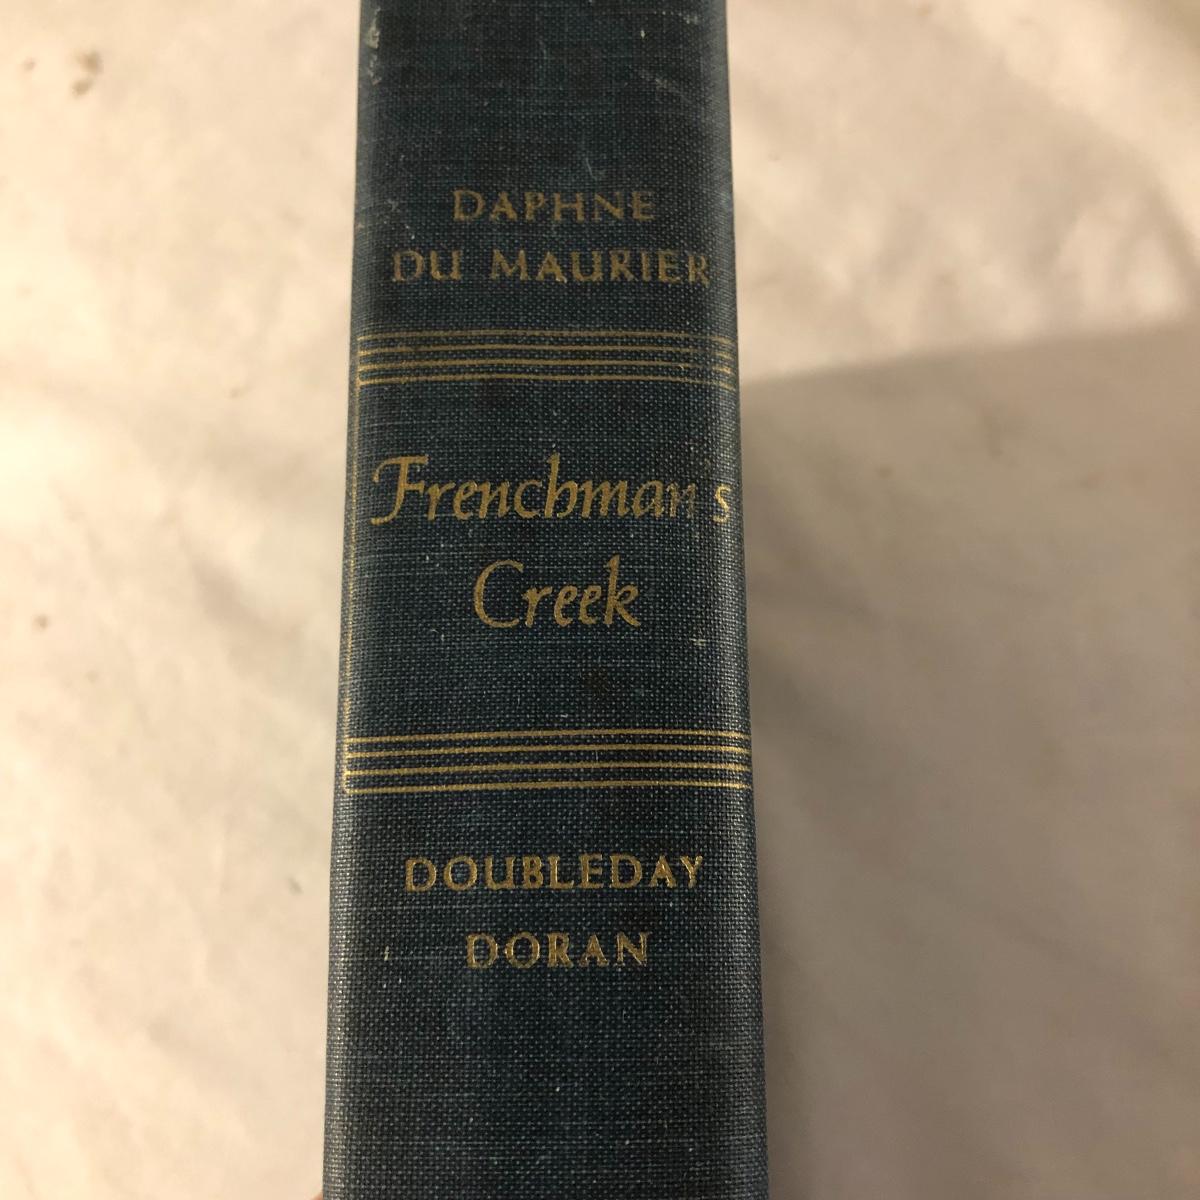 DAPHNE
DU MAURIER
Frenchman's
Creek
DOUBLEDAY
DORAN